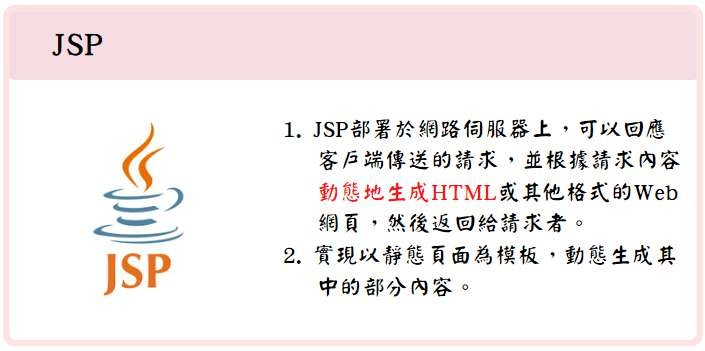 JSP
JSP
1. JSP部署於網路伺服器上，可以回應
客戶端傳送的請求，並根據請求內容
動態地生成HTML或其他格式的Web
網頁，然後返回給請求者。
2. 實現以靜態頁面為模板，動態生成其
中的部分內容。